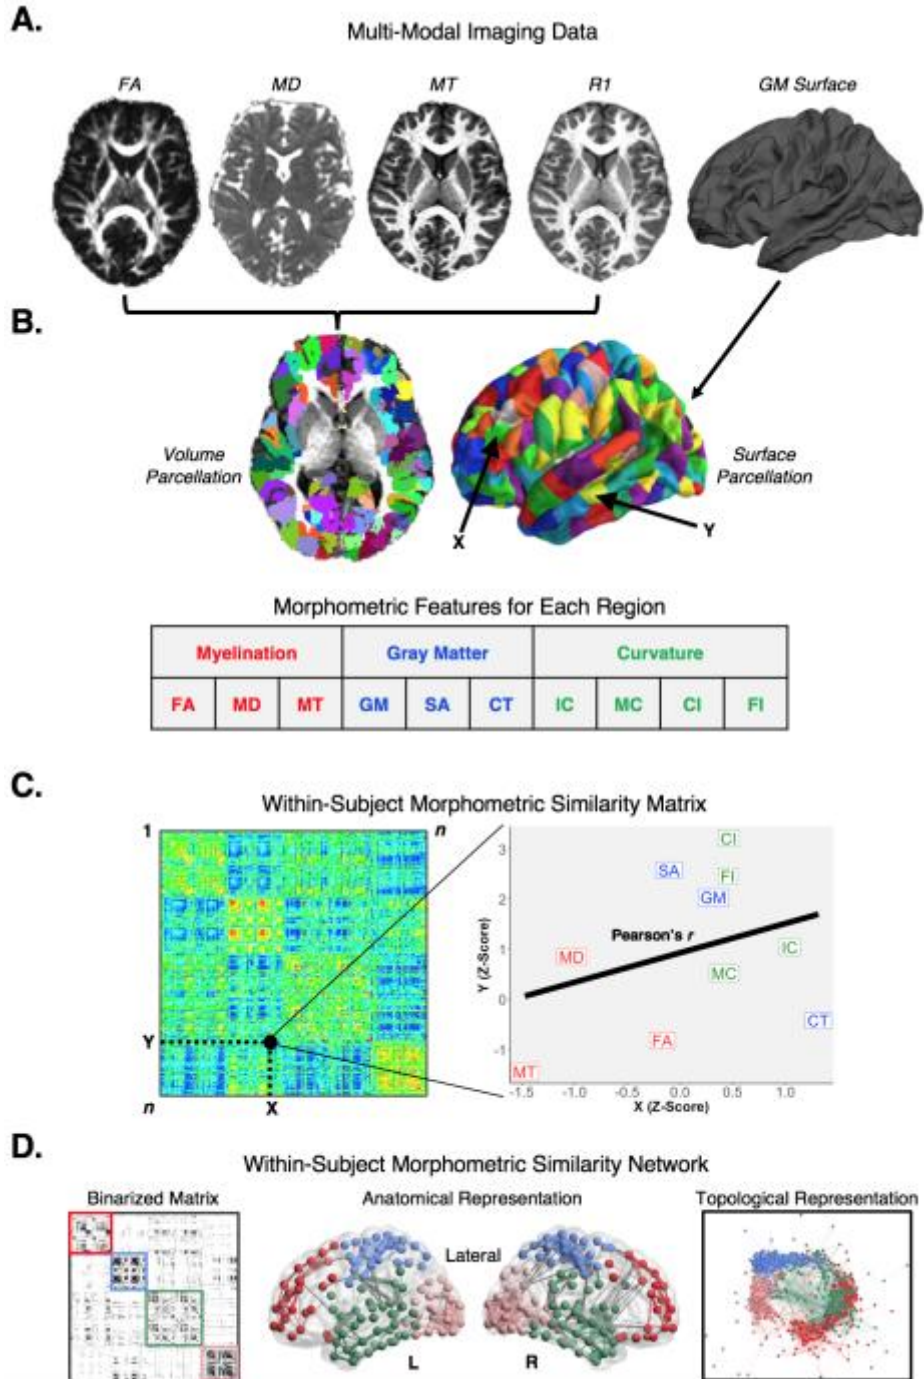 A.
Multi-Modal Imaging Data
FA MD MT R1 GM Surface
B.
Volume
Parcellation
Surface
Parcellation
X
Y
Morphometric Features for Each Region
Myelination Gray Matter Curvature
FA MD MT GM SA CT IC MC CI FI
C.
Within-Subject Morphometric Similarity Matrix
1
n
Y
n
X
3
2
1
0
-1
Y (Z-Score)
CI
SA
FI
GM
Pearson's r
MD
IC
MC
CT
FA
MT
-1.5 -1.0 0.0 0.5 1.0
X (Z-Score)
D.
Within-Subject Morphometric Similarity Network
Binarized Matrix Anatomical Representation Topological Representation
Lateral
L R